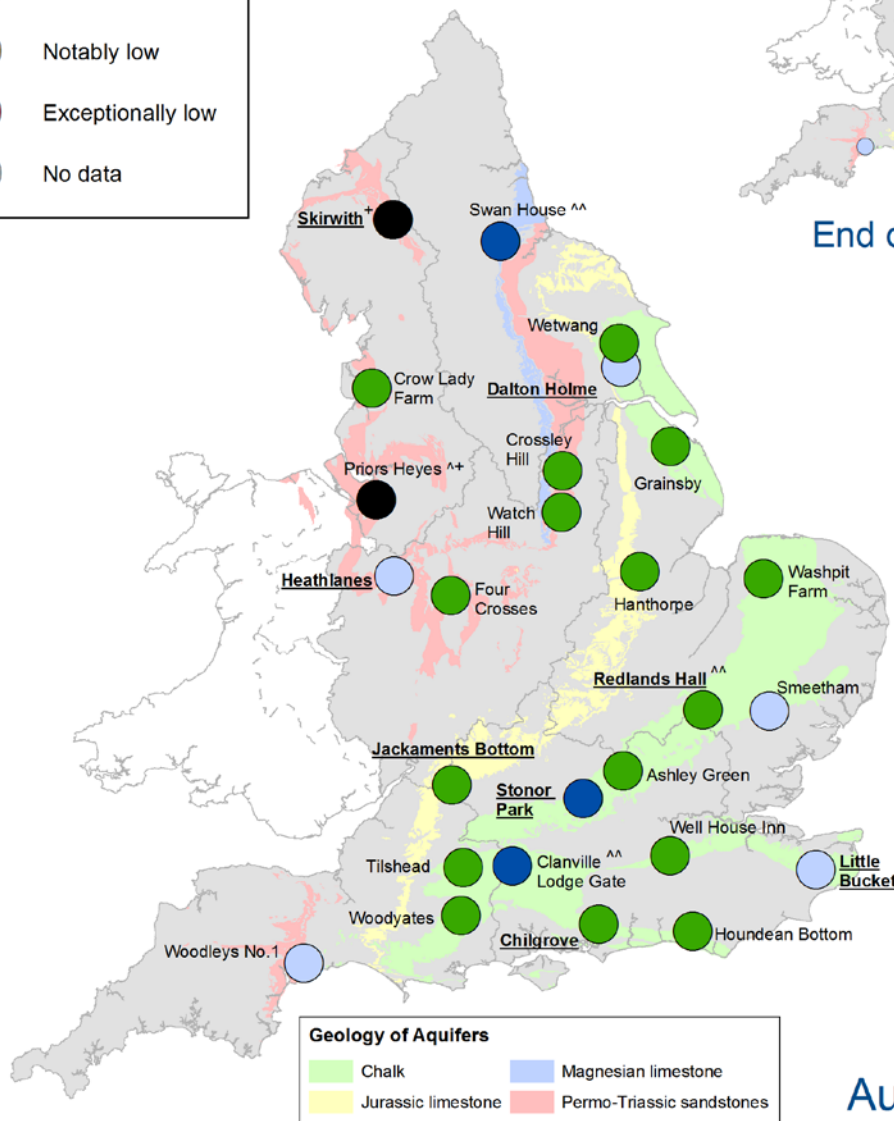 Notably low
Exceptionally low
No data
End
Skirwith+
Swan House ^^
Wetwang
Dalton Holme
Crow Lady
Farm
Crossley
Hill
Priors Heyes ^+
Grainsby
Watch
Hill
Heathlanes
Four
Crosses
Hanthorpe
Washpit
Farm
Redlands Hall ^^
Smeetham
Jackaments Bottom
Ashley Green
Stonor
Park
Well House Inn
Tilshead
Clanville ^^
Lodge Gate
Little
Bucket
Woodyates
Chilgrove
Houndean Bottom
Woodleys No.1
Geology of Aquifers
Chalk
Magnesian limestone
Jurassic limestone
Permo-Triassic sandstones